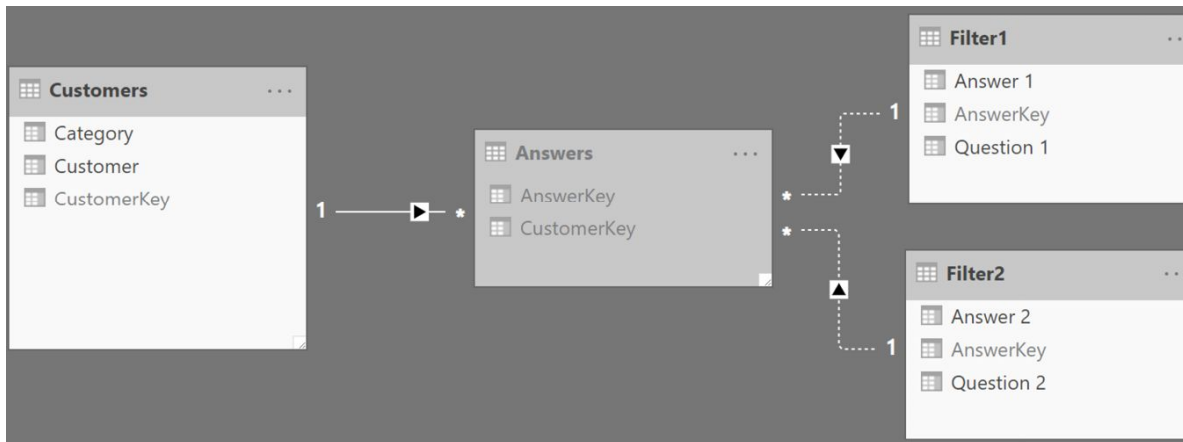 Customers
Category
Customer
CustomerKey
1
*
Answers
AnswerKey
CustomerKey
*
*
1
1
Filter1
Answer 1
AnswerKey
Question 1
Filter2
Answer 2
AnswerKey
Question 2